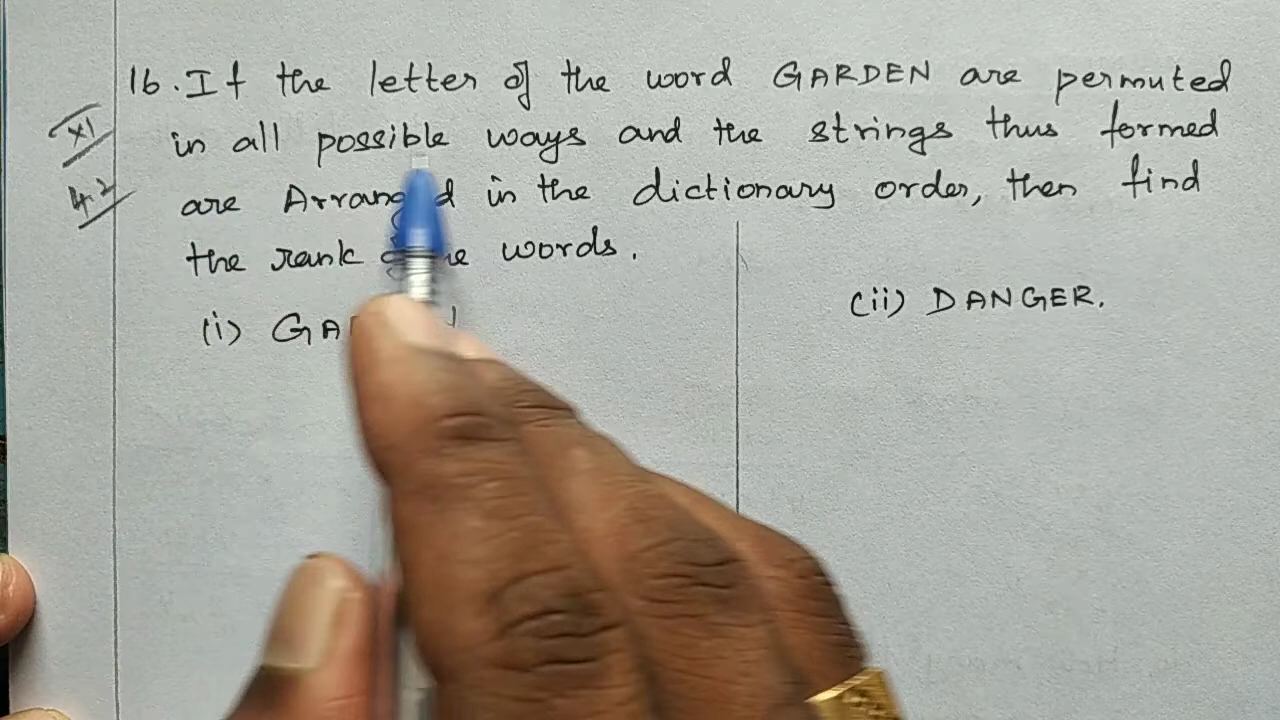 16. If the letter of the word GARDEN are permuted
XI
in all possible ways and the strings thus formed
4.2
are in the dictionary order, then find
the rank words.
(i)
(ii) DANGER.